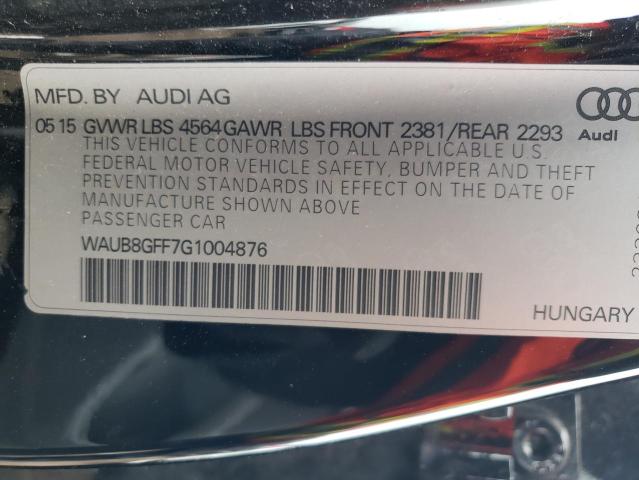 MFD. BY AUDI AG
05 15 GVWR LBS 4564 GAWR LBS FRONT 2381/REAR 2293
THIS VEHICLE CONFORMS TO ALL APPLICABLE U.S.
FEDERAL MOTOR VEHICLE SAFETY, BUMPER AND THEFT
PREVENTION STANDARDS IN EFFECT ON THE DATE OF
MANUFACTURE SHOWN ABOVE
PASSENGER CAR
WAUB8GFF7G1004876
Audi
HUNGARY